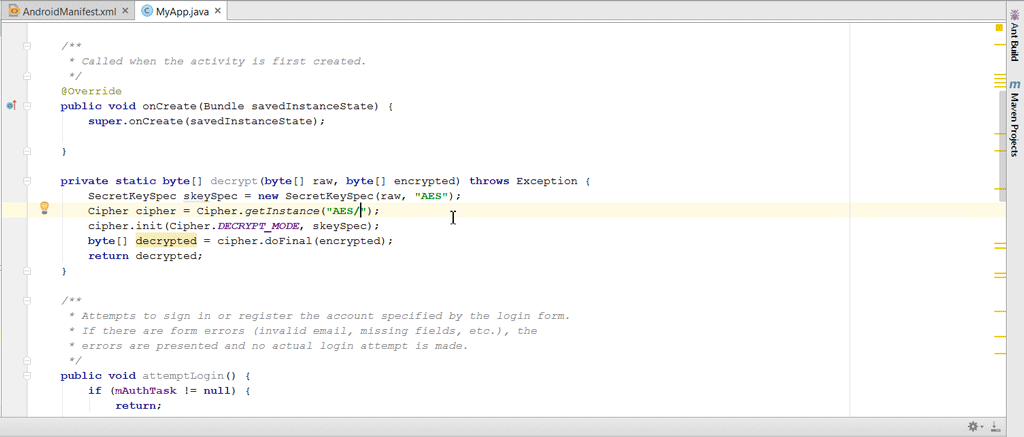 AndroidManifest.xml
MyApp.java
/**
* Called when the activity is first created.
*/
@Override
public void onCreate(Bundle savedInstanceState) {
super.onCreate(savedInstanceState);
}
private static byte[] decrypt(byte[] raw, byte[] encrypted) throws Exception {
SecretKeySpec skeySpec = new SecretKeySpec(raw, "AES");
Cipher cipher = Cipher.getInstance("AES/");
cipher.init(Cipher.DECRYPT_MODE, skeySpec);
byte[] decrypted = cipher.doFinal(encrypted);
return decrypted;
}
/**
* Attempts to sign in or register the account specified by the login form.
* If there are form errors (invalid email, missing fields, etc.), the
* errors are presented and no actual login attempt is made.
*/
public void attemptLogin() {
if (mAuthTask != null) {
return;
Ant Build
Maven Projects